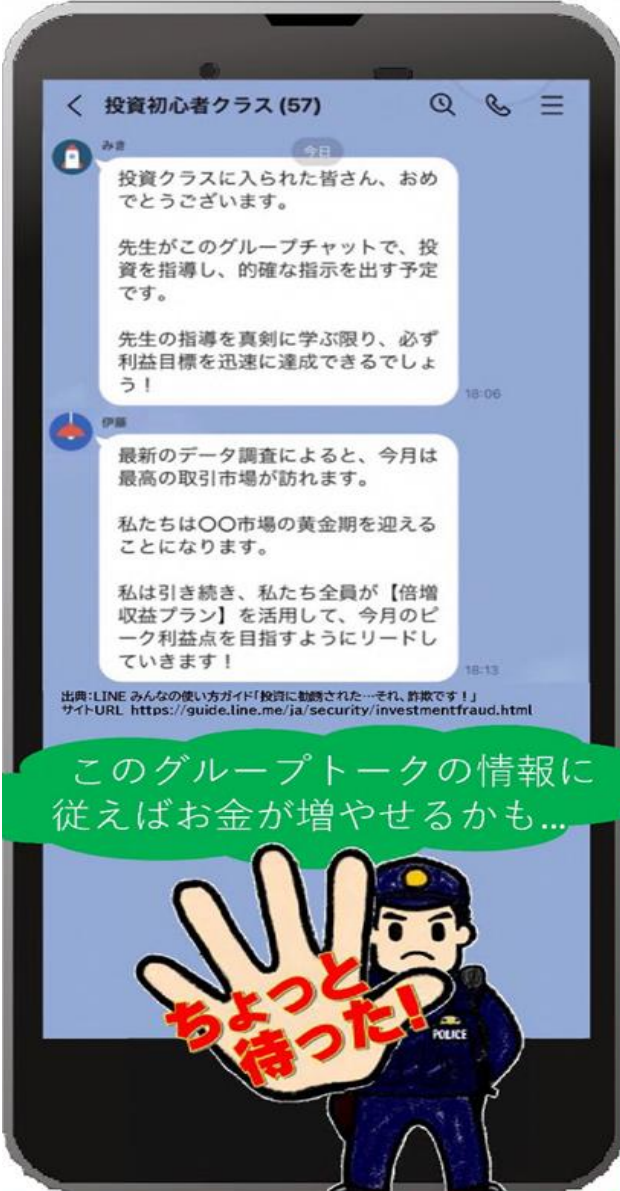 投資初心者クラス (57)
今日
みき
投資クラスに入られた皆さん、おめ
でとうございます。
先生がこのグループチャットで、投
資を指導し、的確な指示を出す予定
です。
先生の指導を真剣に学ぶ限り、必ず
利益目標を迅速に達成できるでしょ
う！
18:06
伊藤
最新のデータ調査によると、今月は
最高の取引市場が訪れます。
私たちは〇〇市場の黄金期を迎える
ことになります。
私は引き続き、私たち全員が【倍増
収益プラン】を活用して、今月のピ
ーク利益点を目指すようにリードし
ていきます！
18:13
出典：LINE みんなの使い方ガイド「投資に勧誘された…それ、詐欺です！」
サイトURL https://guide.line.me/ja/security/investmentfraud.html
このグループトークの情報に
従えばお金が増やせるかも…
ちょっと
待った！
POLICE